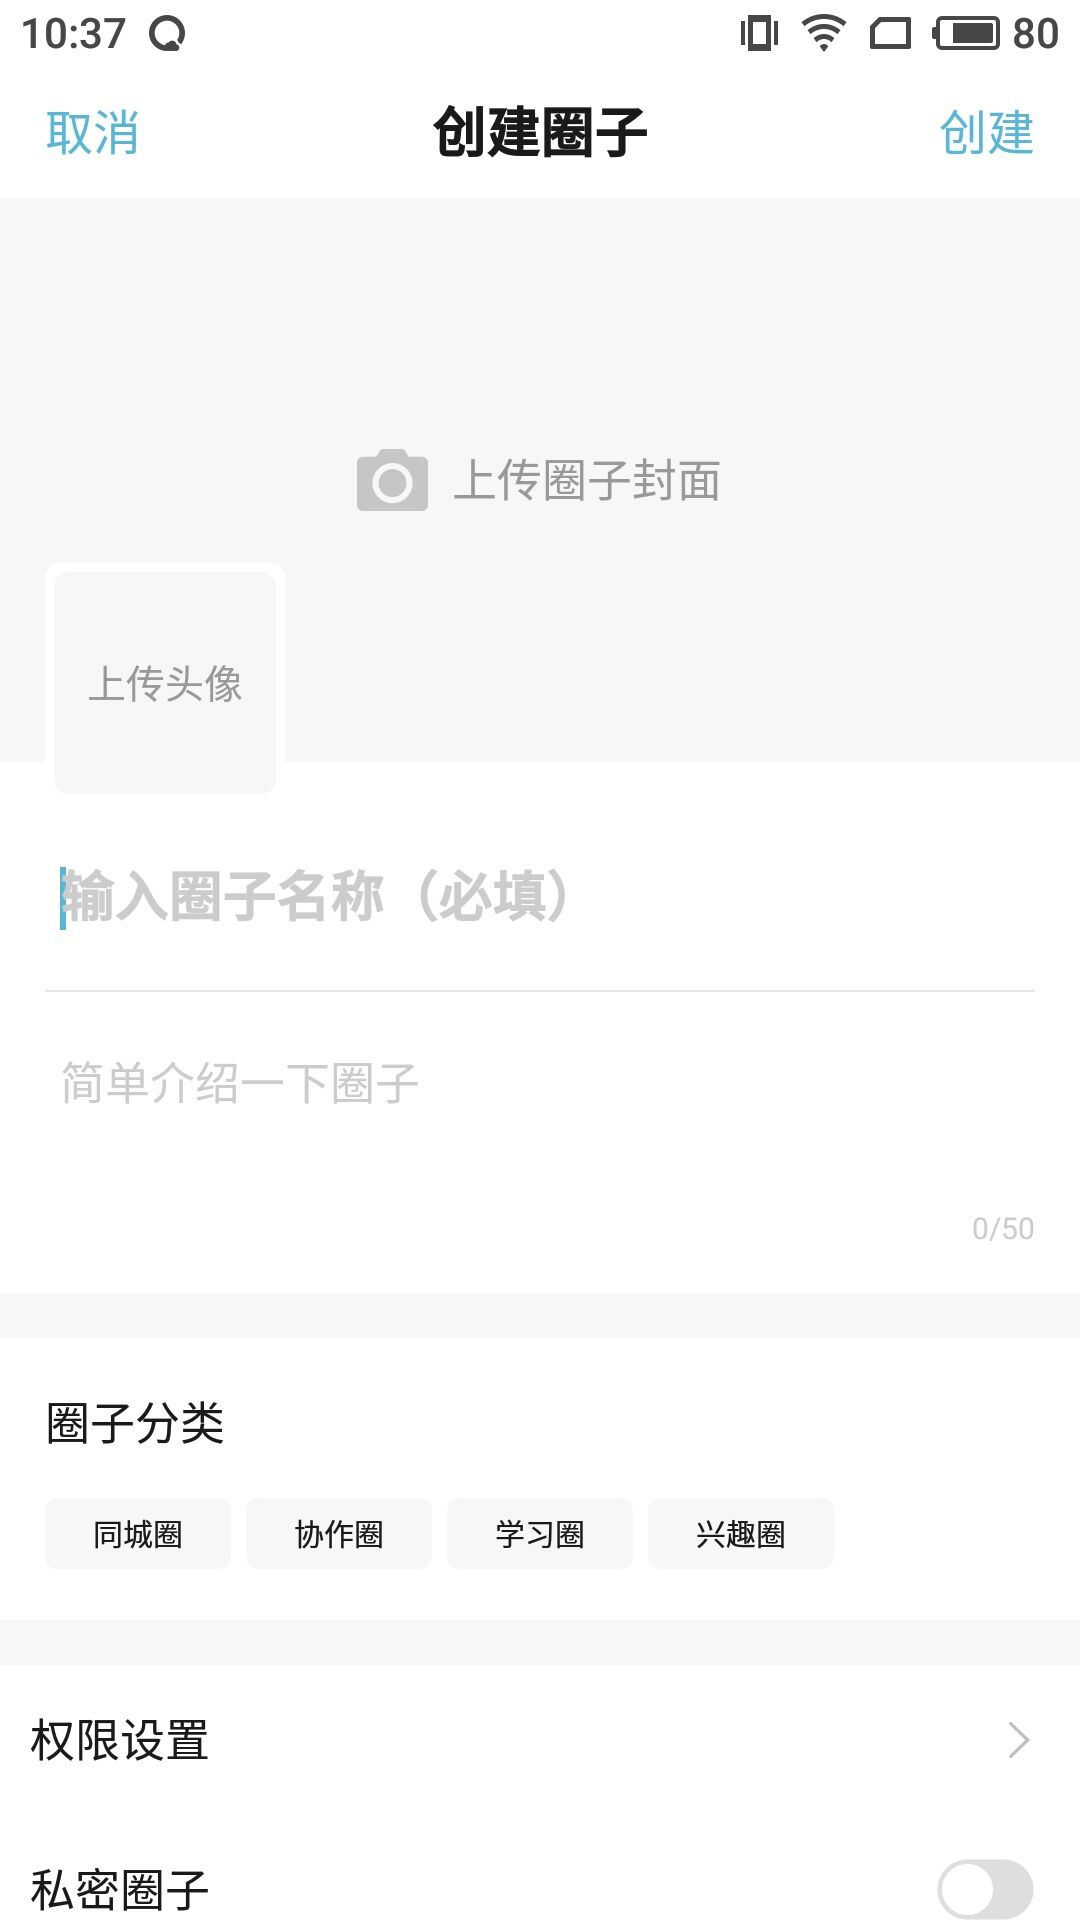 10:37 80
取消 创建圈子 创建
上传圈子封面
上传头像
输入圈子名称（必填）
简单介绍一下圈子
0/50
圈子分类
同城圈 协作圈 学习圈 兴趣圈
权限设置
私密圈子